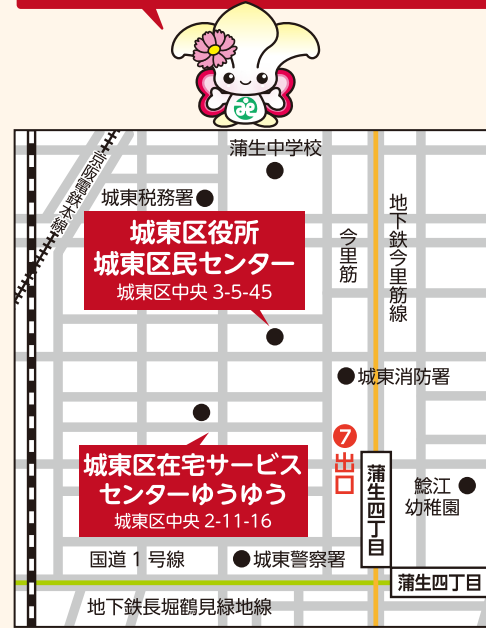 蒲生中学校
京阪電鉄本線
城東税務署
城東区役所
城東区民センター
城東区中央 3-5-45
今里筋
地下鉄今里筋線
城東消防署
7
出口
城東区在宅サービス
センターゆうゆう
城東区中央 2-11-16
蒲生四丁目
鯰江
幼稚園
国道 1 号線
城東警察署
蒲生四丁目
地下鉄長堀鶴見緑地線